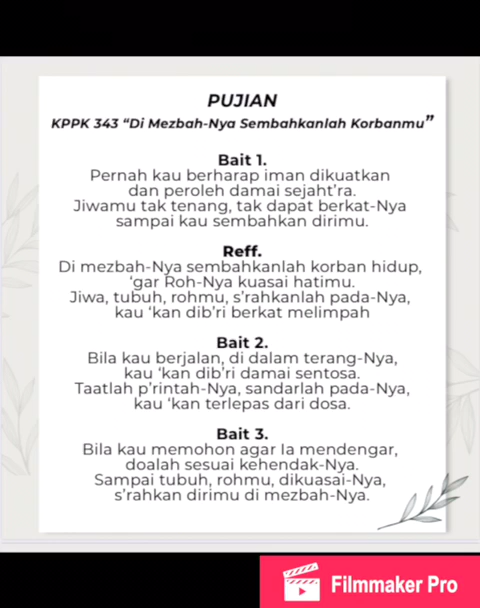 PUJIAN
KPPK 343 “Di Mezbah-Nya Sembahkanlah Korbanmu”
Bait 1.
Pernah kau berharap iman dikuatkan
dan peroleh damai sejaht’ra.
Jiwamu tak tenang, tak dapat berkat-Nya
sampai kau sembahkan dirimu.
Reff.
Di mezbah-Nya sembahkanlah korban hidup,
‘gar Roh-Nya kuasai hatimu.
Jiwa, tubuh, rohmu, s’rahkanlah pada-Nya,
kau ‘kan dib’ri berkat melimpah
Bait 2.
Bila kau berjalan, di dalam terang-Nya,
kau ‘kan dib’ri damai sentosa.
Taatlah p’rintah-Nya, sandarlah pada-Nya,
kau ‘kan terlepas dari dosa.
Bait 3.
Bila kau memohon agar Ia mendengar,
doalah sesuai kehendak-Nya.
Sampai tubuh, rohmu, dikuasai-Nya,
s’rahkan dirimu di mezbah-Nya.
Filmmaker Pro